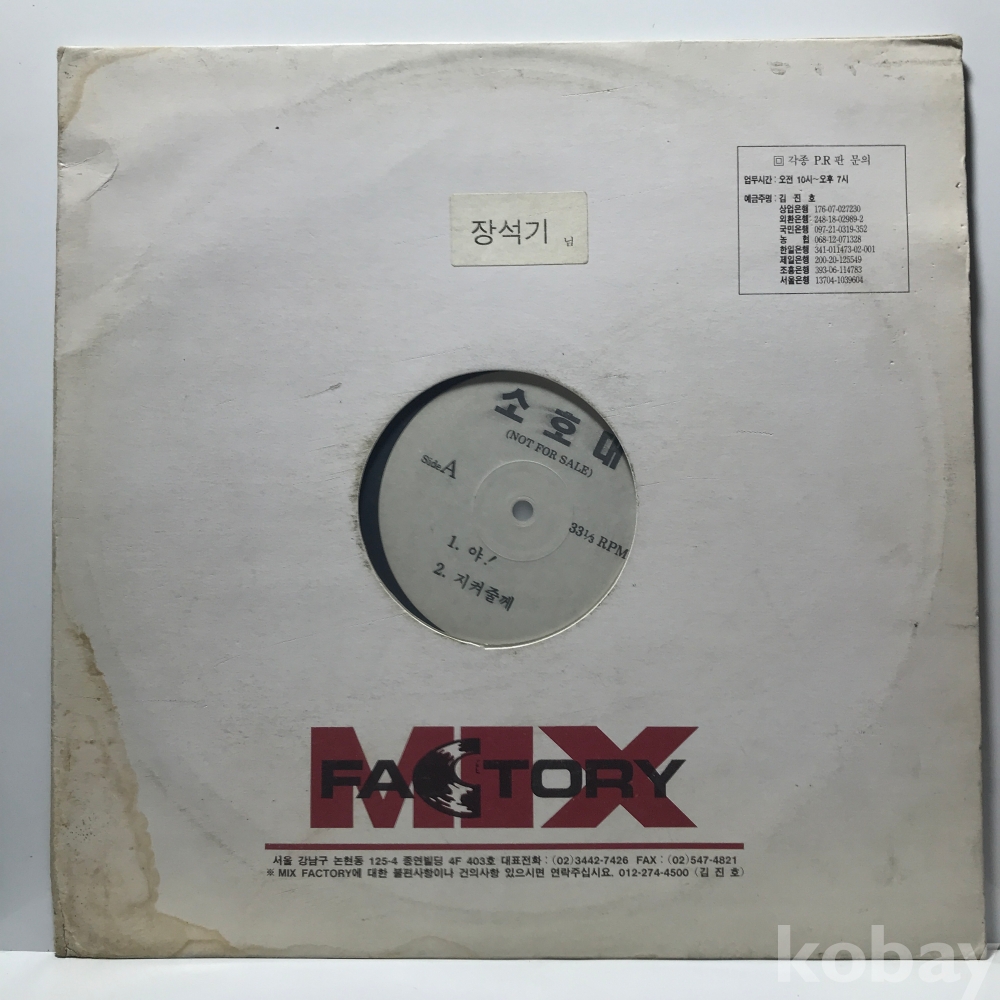 □ 각종 P.R 판 문의
업무시간 : 오전 10시~오후 7시
예금주명 : 김 진 호
상업은행 176-07-027230
외환은행 248-18-02989-2
국민은행 097-21-0319-352
농 협 068-12-071328
한일은행 341-011473-02-001
제일은행 200-20-125549
조흥은행 393-06-114783
서울은행 13704-1039604
장석기 님
소호대
(NOT FOR SALE)
Side A
33⅓ RPM
1. 야!
2. 지켜줄께
MIX
FACTORY
서울 강남구 논현동 125-4 종연빌딩 4F 403호 대표전화 : (02)3442-7426 FAX : (02)547-4821
※ MIX FACTORY에 대한 불편사항이나 건의사항 있으시면 연락주십시요. 012-274-4500 (김 진 호)
kobay